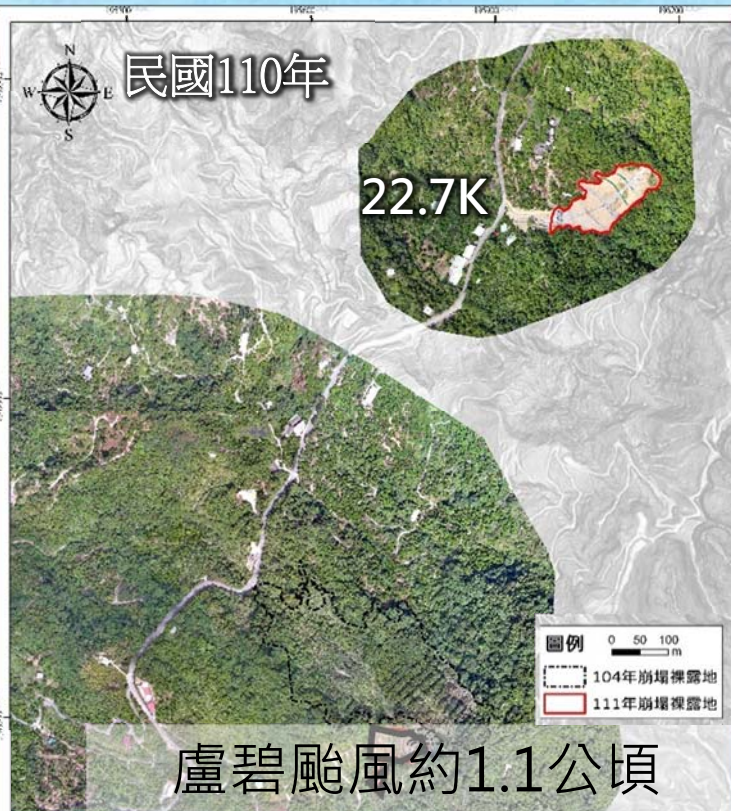 N
W E
S
民國110年
22.7K
圖例
0 50 100
m
104年崩塌裸露地
111年崩塌裸露地
盧碧颱風約1.1公頃